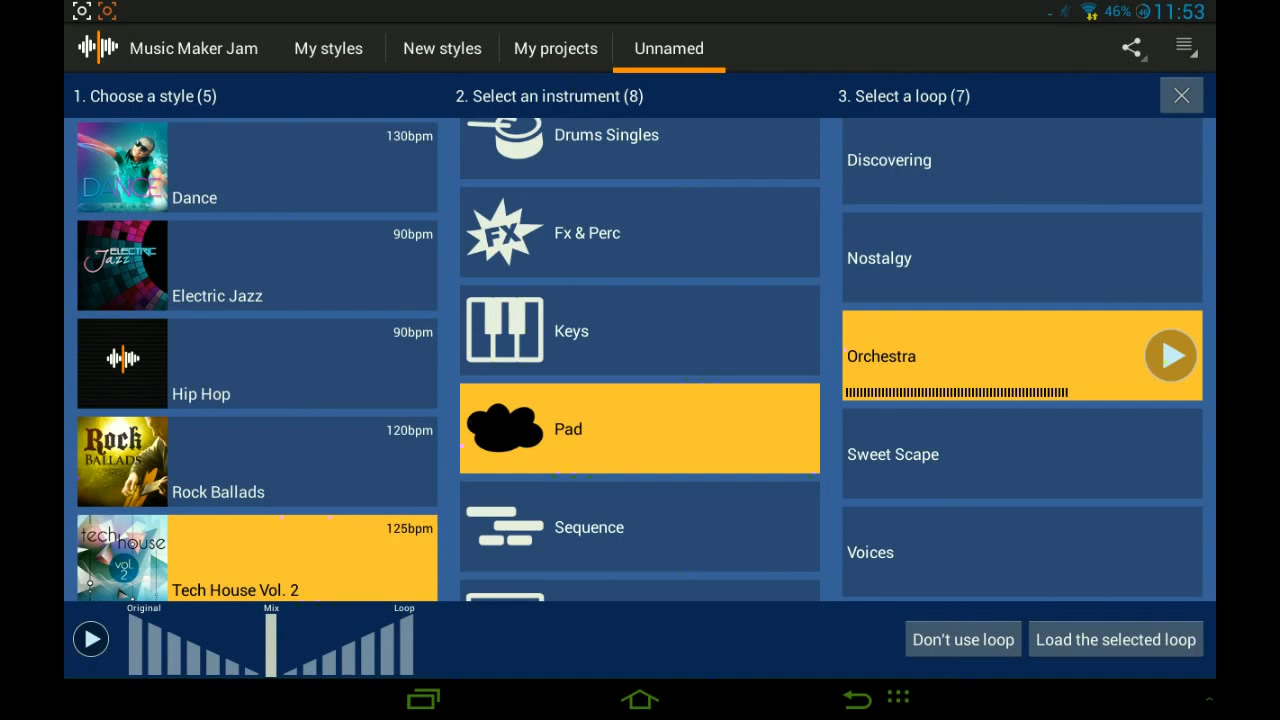 46% 11:53
Music Maker Jam My styles New styles My projects Unnamed
1. Choose a style (5) 2. Select an instrument (8) 3. Select a loop (7)
130bpm
DANCE
Dance
90bpm
ELECTRIC
Jazz
Electric Jazz
90bpm
Hip Hop
120bpm
Rock
BALLADS
Rock Ballads
125bpm
tech
house
vol.
2
Tech House Vol. 2
Drums Singles
FX
Fx & Perc
Keys
Pad
Sequence
Discovering
Nostalgy
Orchestra
Sweet Scape
Voices
Original Mix Loop
Don't use loop Load the selected loop